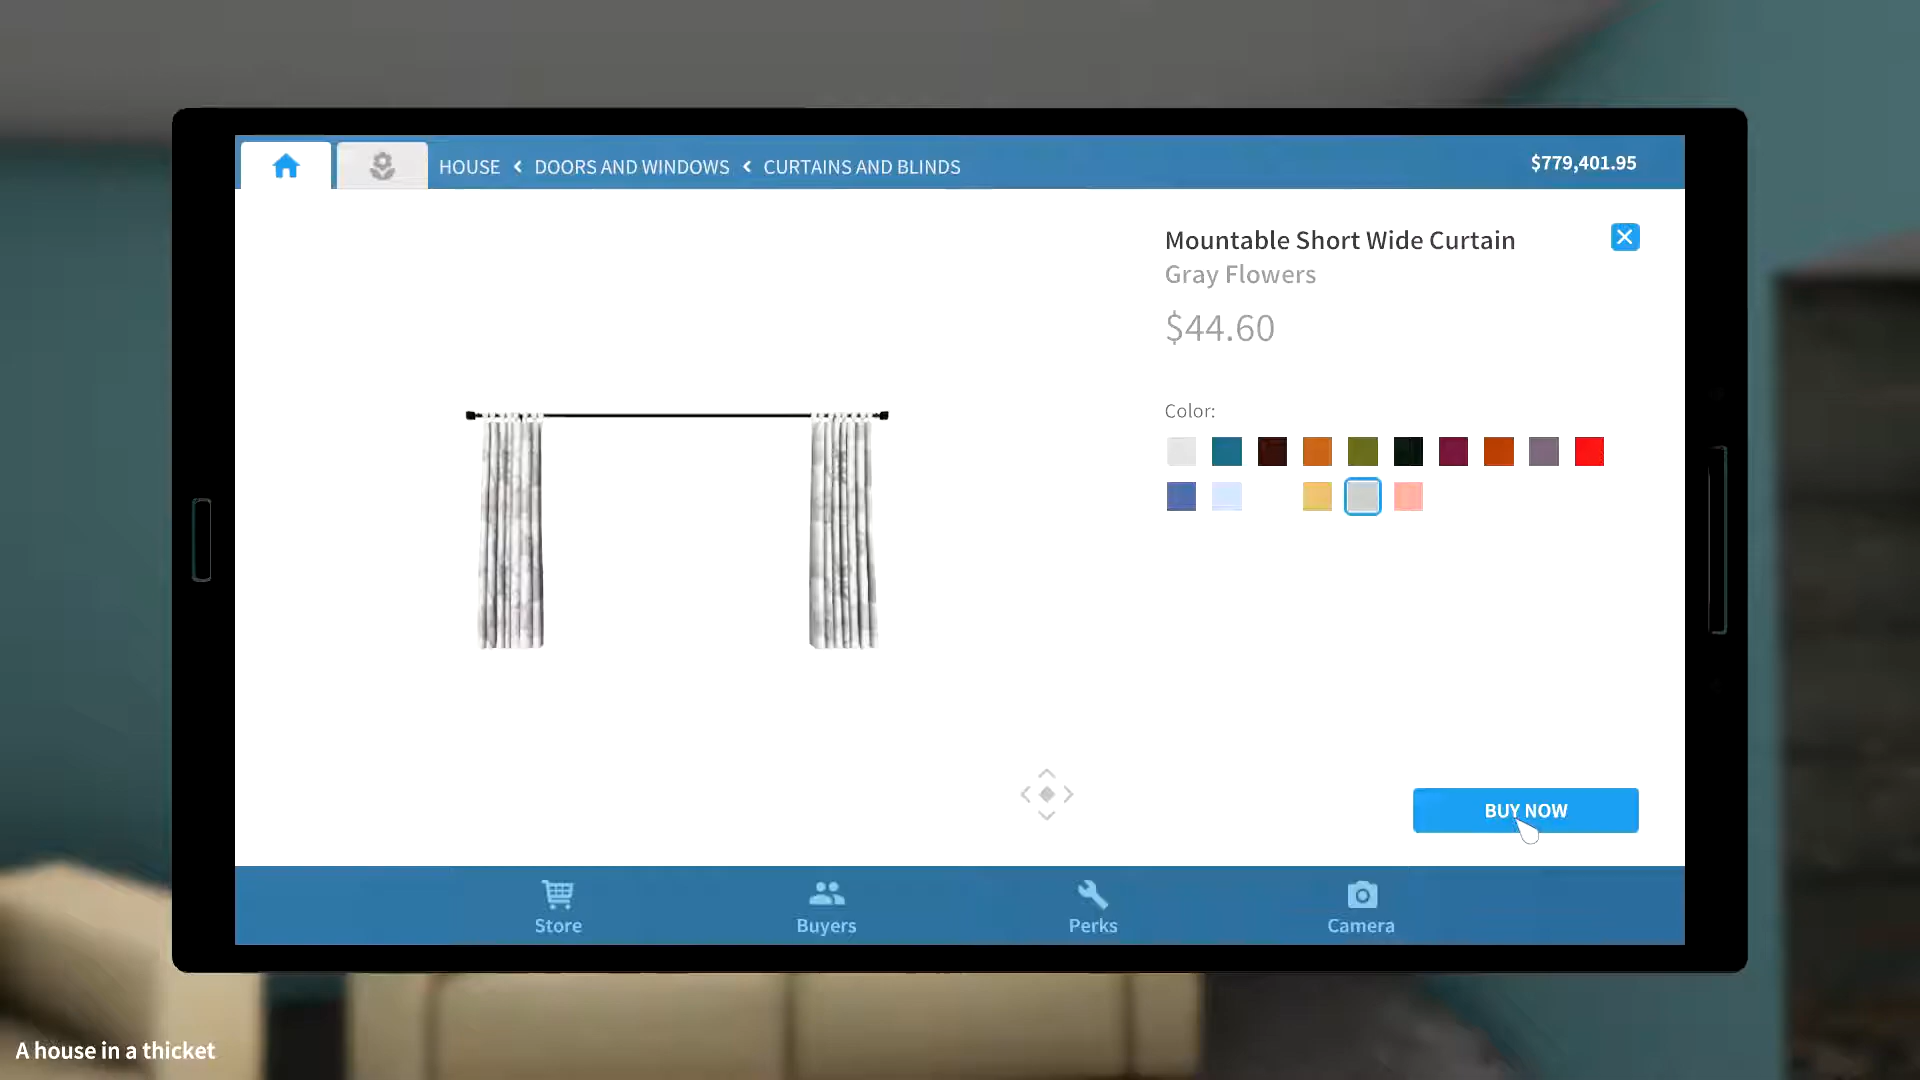 HOUSE < DOORS AND WINDOWS < CURTAINS AND BLINDS
$779,401.95
Mountable Short Wide Curtain
Gray Flowers
$44.60
Color:
BUY NOW
Store
Buyers
Perks
Camera
A house in a thicket